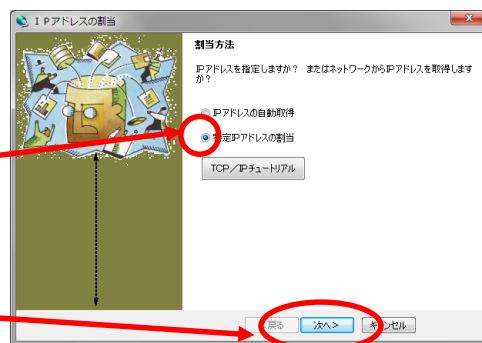 ＩＰアドレスの割当
割当方法
IPアドレスを指定しますか？ またはネットワークからIPアドレスを取得します
か？
IPアドレスの自動取得
特定IPアドレスの割当
TCP／IPチュートリアル
戻る 次へ> キャンセル